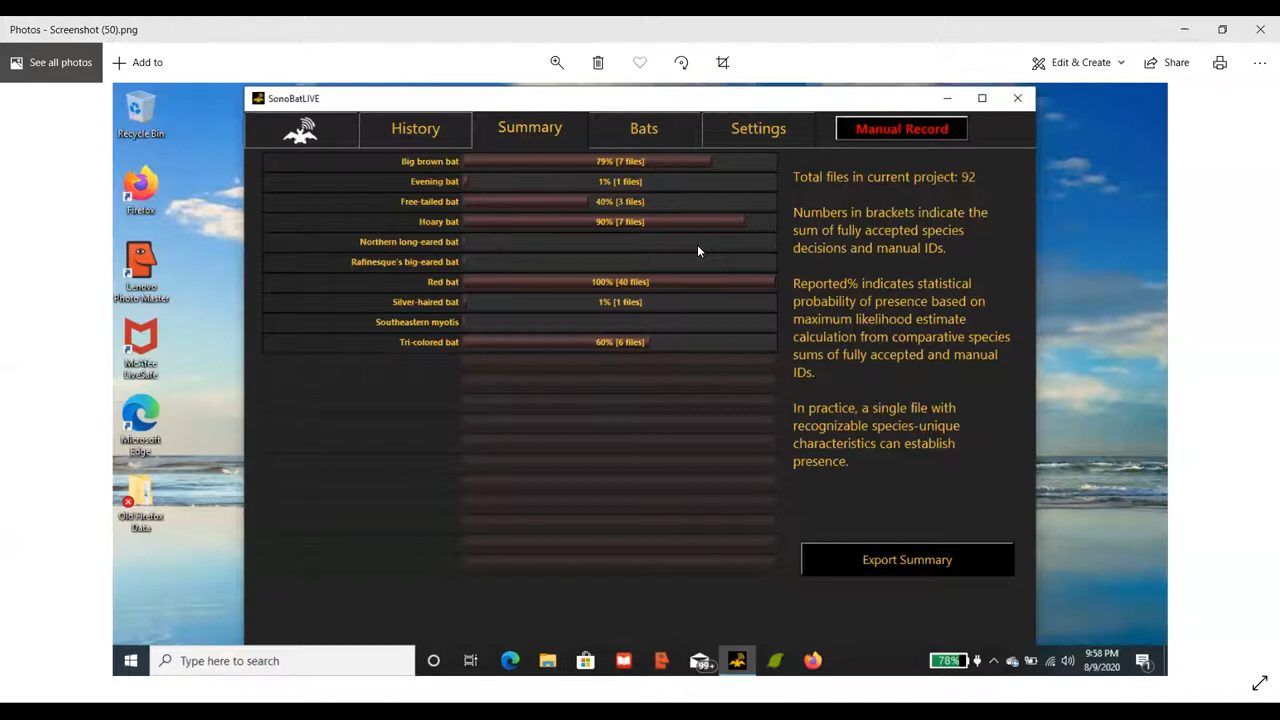 Photos - Screenshot (50).png
See all photos
Add to
Edit & Create
Share
SonoBatLIVE
History
Summary
Bats
Settings
Manual Record
Big brown bat 79% [7 files]
Evening bat 1% [1 files]
Free-tailed bat 40% [3 files]
Hoary bat 90% [7 files]
Northern long-eared bat
Rafinesque's big-eared bat
Red bat 100% [40 files]
Silver-haired bat 1% [1 files]
Southeastern myotis
Tri-colored bat 60% [6 files]
Total files in current project: 92
Numbers in brackets indicate the
sum of fully accepted species
decisions and manual IDs.
Reported% indicates statistical
probability of presence based on
maximum likelihood estimate
calculation from comparative species
sums of fully accepted and manual
IDs.
In practice, a single file with
recognizable species-unique
characteristics can establish
presence.
Export Summary
Recycle Bin
Firefox
Lenovo
Photo Master
McAfee
LiveSafe
Microsoft
Edge
Old Firefox
Data
Type here to search
99+
78%
9:58 PM
8/9/2020
1